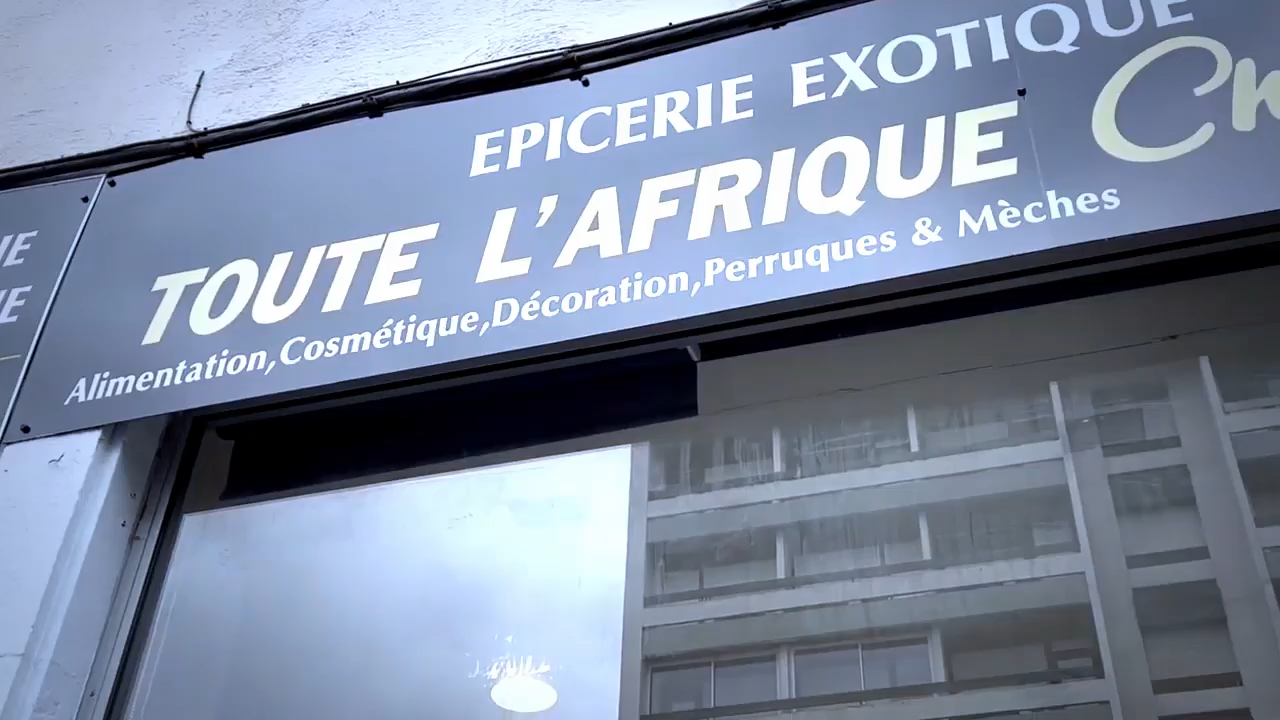 EPICERIE EXOTIQUE
TOUTE L'AFRIQUE
Alimentation,Cosmétique,Décoration,Perruques & Mèches